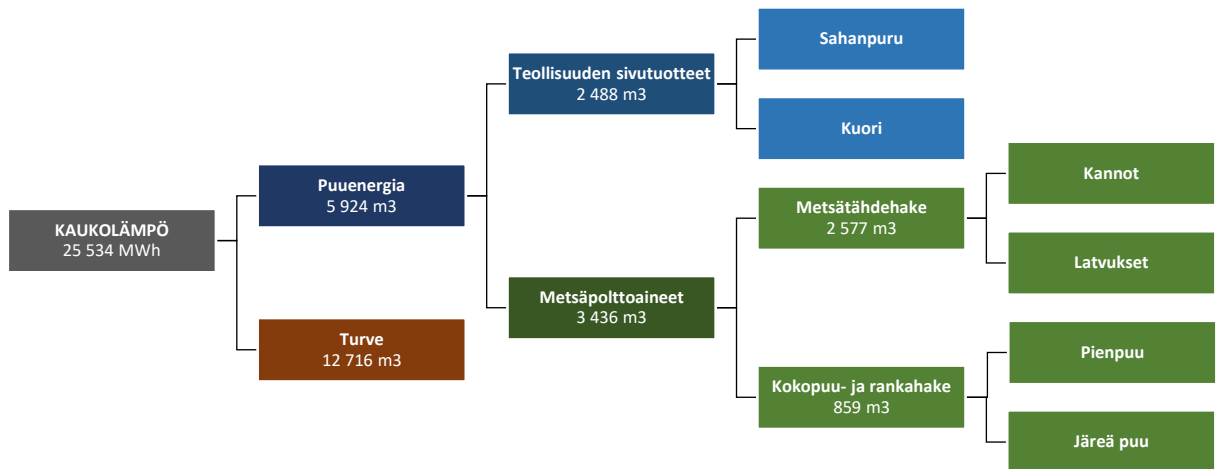 KAUKOLÄMPÖ
25 534 MWh
Puuenergia
5 924 m3
Turve
12 716 m3
Teollisuuden sivutuotteet
2 488 m3
Metsäpolttoaineet
3 436 m3
Sahanpuru
Kuori
Metsätähdehake
2 577 m3
Kokopuu- ja rankahake
859 m3
Kannot
Latvukset
Pienpuu
Järeä puu